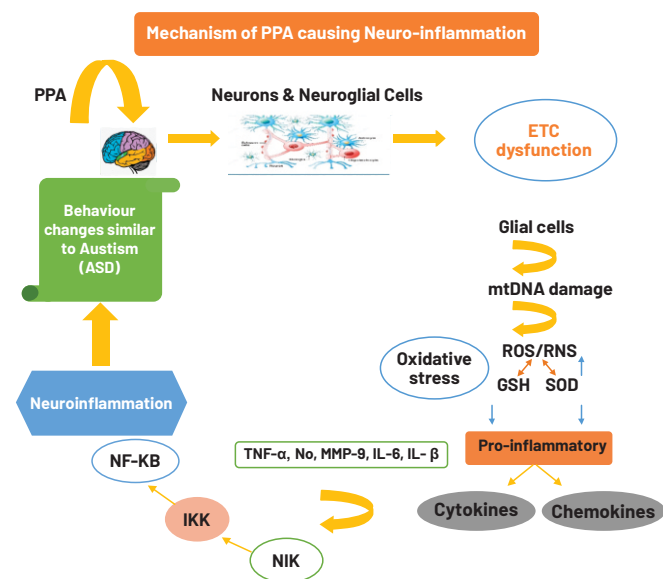 Mechanism of PPA causing Neuro-inflammation
PPA
Neurons & Neuroglial Cells
ETC
dysfunction
Behaviour
changes similar
to Austism
(ASD)
Glial cells
mtDNA damage
ROS/RNS
Oxidative
stress
GSH SOD
Neuroinflammation
Pro-inflammatory
TNF-α, No, MMP-9, IL-6, IL- β
NF-KB
Cytokines
Chemokines
IKK
NIK